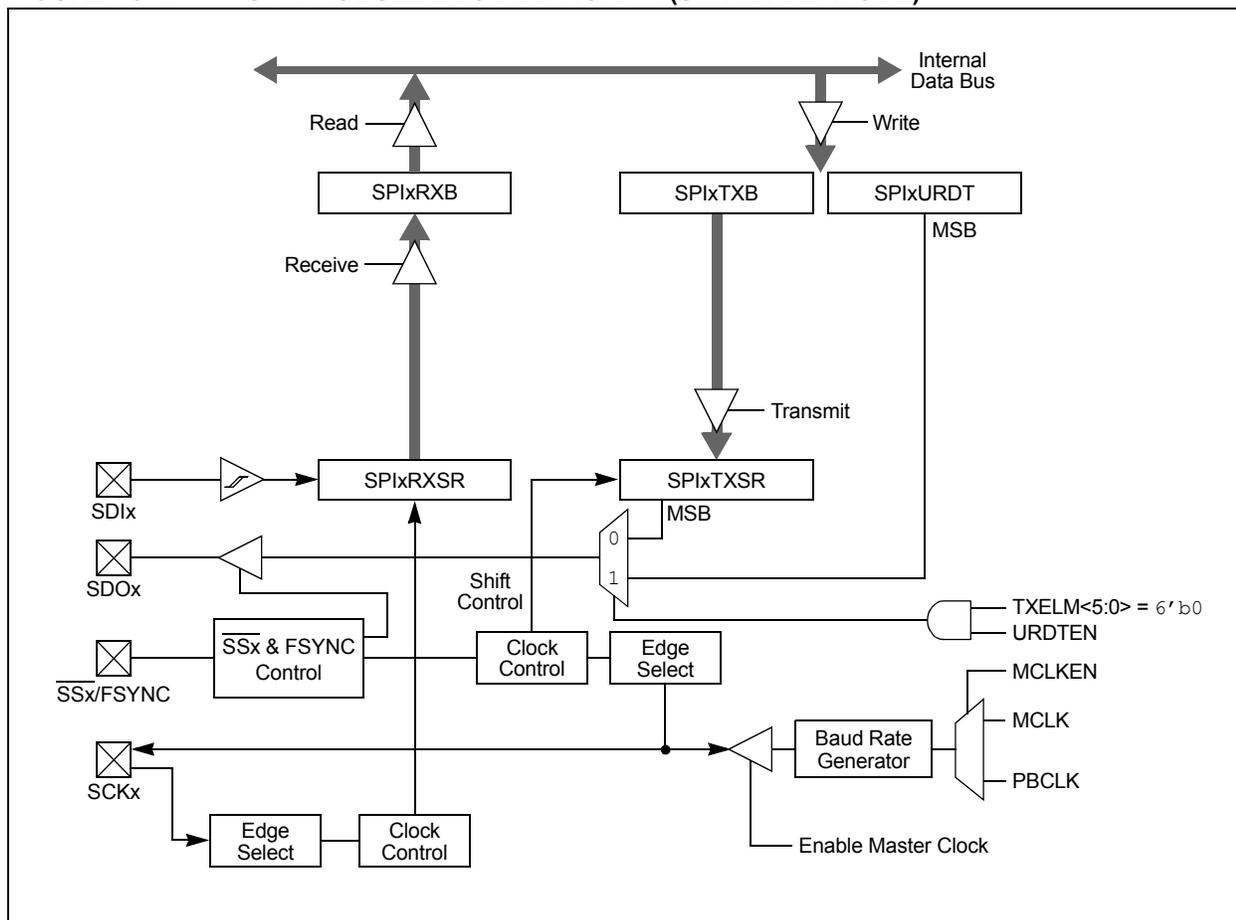 Internal
Data Bus
Read
Write
SPIxRXB
SPIxTXB
SPIxURDT
MSB
Receive
Transmit
SPIxRXSR
SPIxTXSR
SDIx
MSB
0
SDOx
1
Shift
Control
TXELM<5:0> = 6'b0
URDTEN
SSx & FSYNC
Control
Clock
Control
Edge
Select
MCLKEN
SSx/FSYNC
MCLK
Baud Rate
Generator
PBCLK
SCKx
Edge
Select
Clock
Control
Enable Master Clock